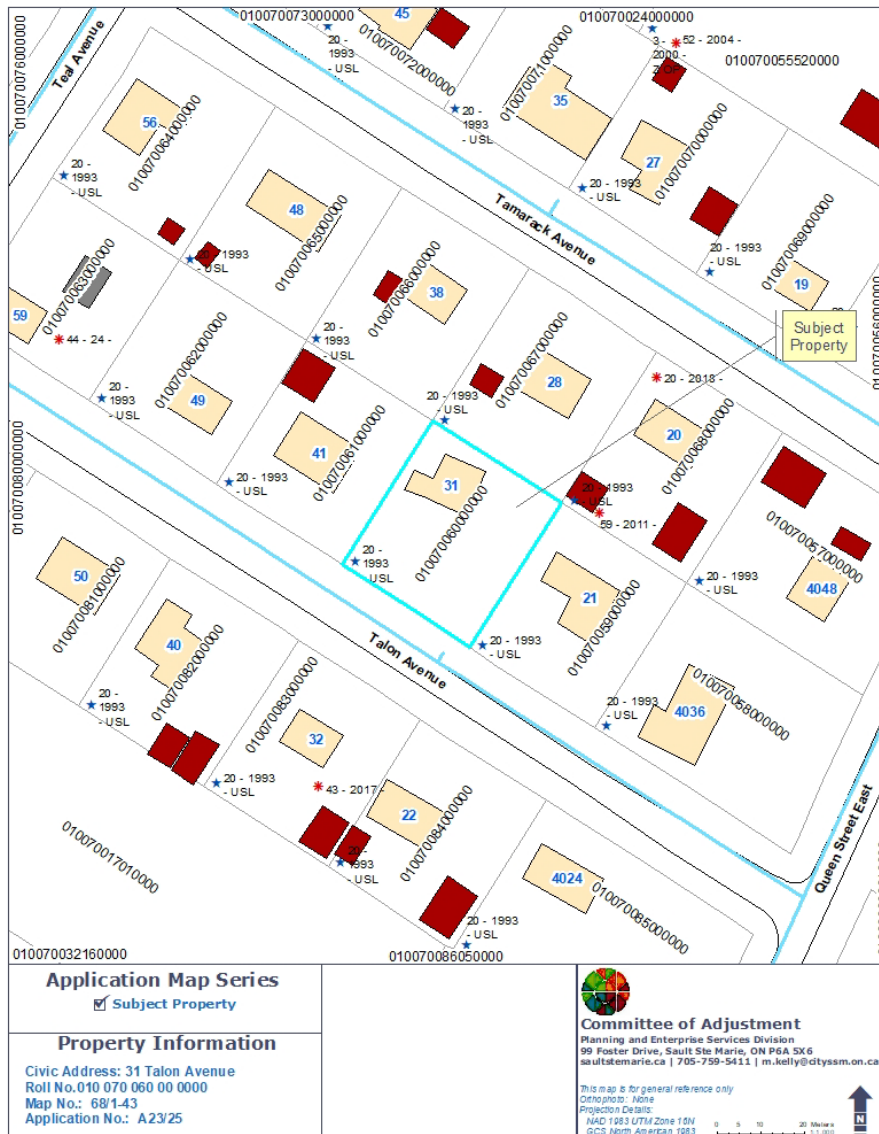 010070073000000
010070024000000
45
010070072000000
52 - 2004 -
010070055520000
20 -
1993
- USL
010070076000000
Teal Avenue
010070071000000
35
20 -
1993
- USL
27
010070070000000
56
010070064000000
20 - 1993
- USL
20 -
1993
- USL
Tamarack Avenue
48
010070065000000
20 - 1993
- USL
20 - 1993
- USL
010070069000000
19
010070063000000
59
44 - 24 -
010070066000000
38
20 -
1993
- USL
Subject
Property
010070056000000
010070062000000
49
20 -
1993
- USL
010070067000000
28
20 - 2018 -
20 - 1993
- USL
010070061000000
41
20 - 1993
- USL
20
010070068000000
31
010070060000000
20 - 1993
- USL
59 - 2011 -
010070057000000
4048
010070080000000
20 -
1993
- USL
20 - 1993
- USL
50
010070081000000
21
010070059000000
20 - 1993
- USL
Talon Avenue
40
010070082000000
20 -
1993
- USL
010070058000000
4036
20 - 1993
- USL
010070083000000
32
20 - 1993
- USL
43 - 2017 -
22
010070084000000
20 -
1993
- USL
010070017010000
Queen Street East
4024
010070085000000
20 - 1993
- USL
010070032160000
010070086050000
Application Map Series
Subject Property
Property Information
Civic Address: 31 Talon Avenue
Roll No.010 070 060 00 0000
Map No.: 68/1-43
Application No.: A23/25
Committee of Adjustment
Planning and Enterprise Services Division
99 Foster Drive, Sault Ste Marie, ON P6A 5X6
saultstemarie.ca | 705-759-5411 | m.kelly@cityssm.on.ca
This map is for general reference only
Orthophoto: None
Projection Details:
NAD 1983 UTM Zone 16N
GCS North American 1983
0 5 10 20 Meters
1:1,000
N